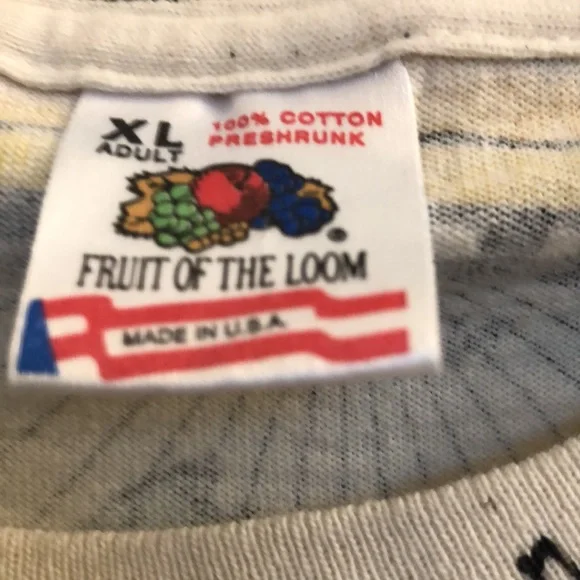 XL
ADULT
100% COTTON
PRESHRUNK
®
FRUIT OF THE LOOM
MADE IN U.S.A.